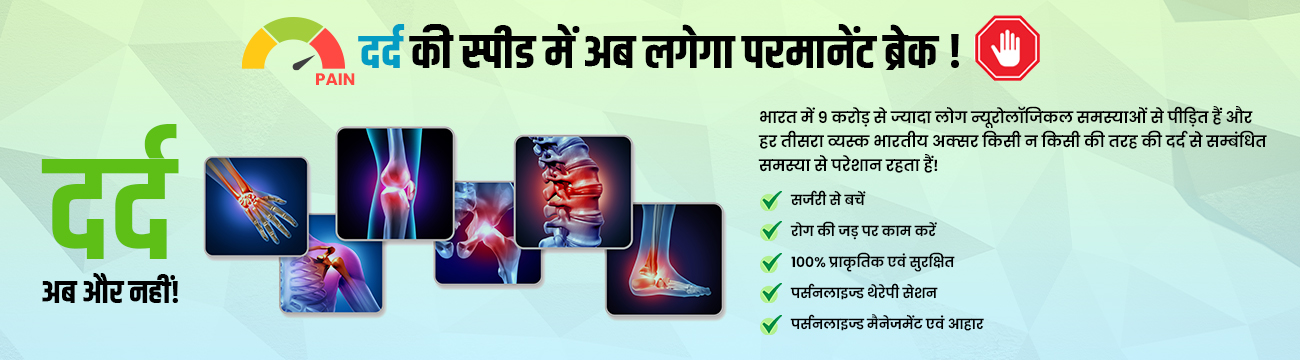 PAIN
दर्द की स्पीड में अब लगेगा परमानेंट ब्रेक !
दर्द
अब और नहीं!
भारत में ९ करोड़ से ज्यादा लोग न्यूरोलॉजिकल समस्याओं से पीड़ित हैं और
हर तीसरा व्यस्क भारतीय अक्सर किसी न किसी की तरह की दर्द से सम्बंधित
समस्या से परेशान रहता हैं!
सर्जरी से बचें
रोग की जड़ पर काम करें
100% प्राकृतिक एवं सुरक्षित
पर्सनलाइज्ड थेरेपी सेशन
पर्सनलाइज्ड मैनेजमेंट एवं आहार